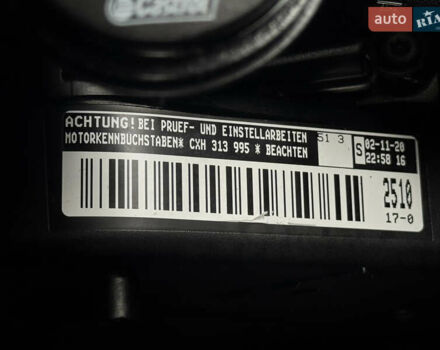 Castrol
auto RIA
ACHTUNG! BEI PRUEF- UND EINSTELLARBEITEN
MOTORKENNBUCHSTABEN* CXH 313 995 * BEACHTEN
51 3
S
02-11-20
22:58 16
2510
17-0